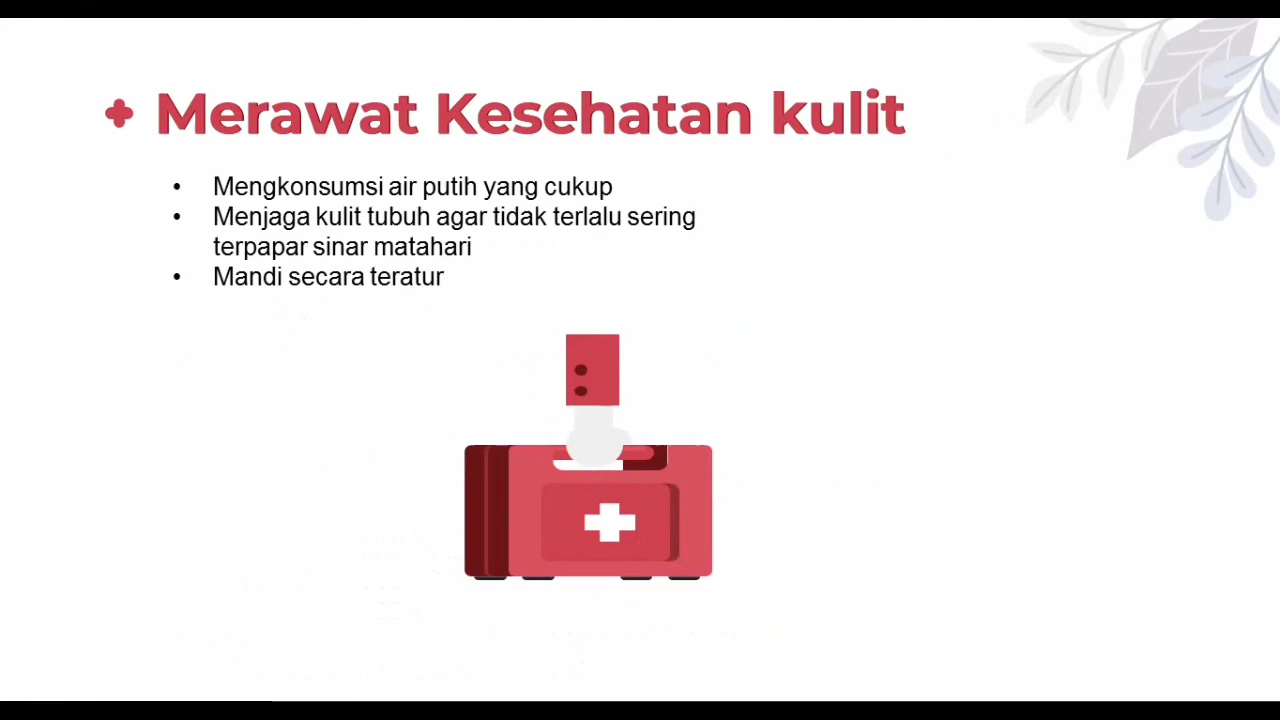 Merawat Kesehatan kulit
• Mengkonsumsi air putih yang cukup
• Menjaga kulit tubuh agar tidak terlalu sering
terpapar sinar matahari
• Mandi secara teratur